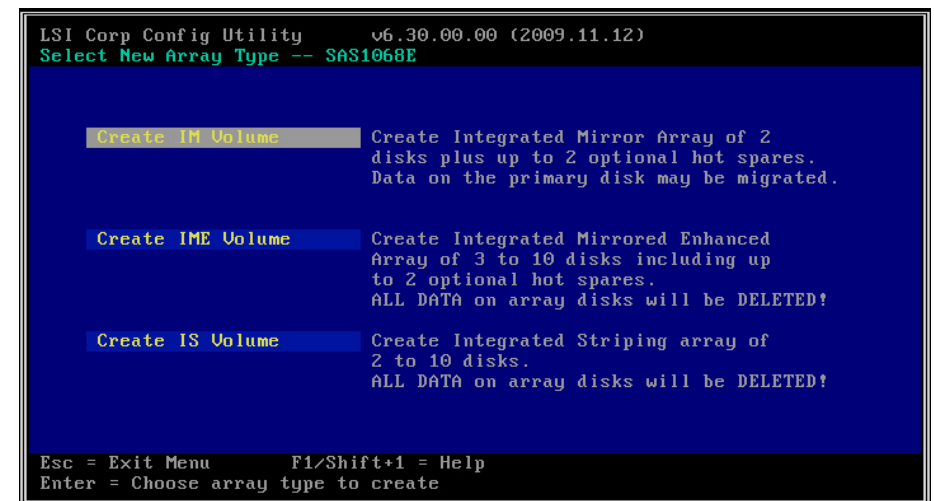 LSI Corp Config Utility v6.30.00.00 (2009.11.12)
Select New Array Type -- SAS1068E
Create IM Volume Create Integrated Mirror Array of 2
disks plus up to 2 optional hot spares.
Data on the primary disk may be migrated.
Create IME Volume Create Integrated Mirrored Enhanced
Array of 3 to 10 disks including up
to 2 optional hot spares.
ALL DATA on array disks will be DELETED!
Create IS Volume Create Integrated Striping array of
2 to 10 disks.
ALL DATA on array disks will be DELETED!
Esc = Exit Menu F1/Shift+1 = Help
Enter = Choose array type to create